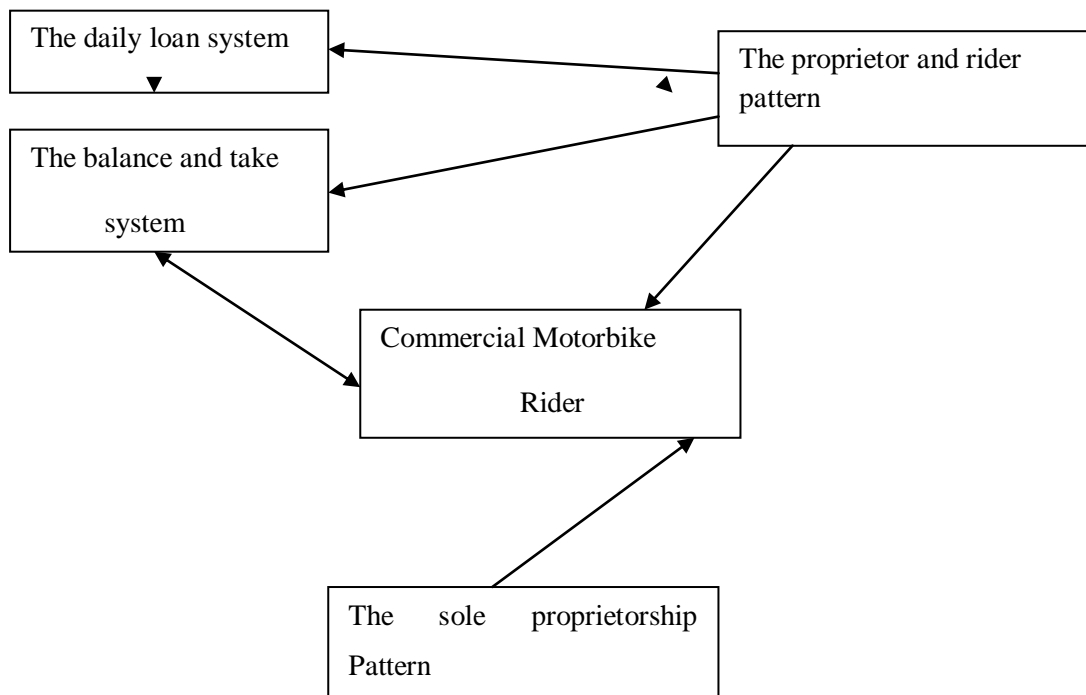 The daily loan system
The proprietor and rider
pattern
The balance and take
system
Commercial Motorbike
Rider
The sole proprietorship
Pattern